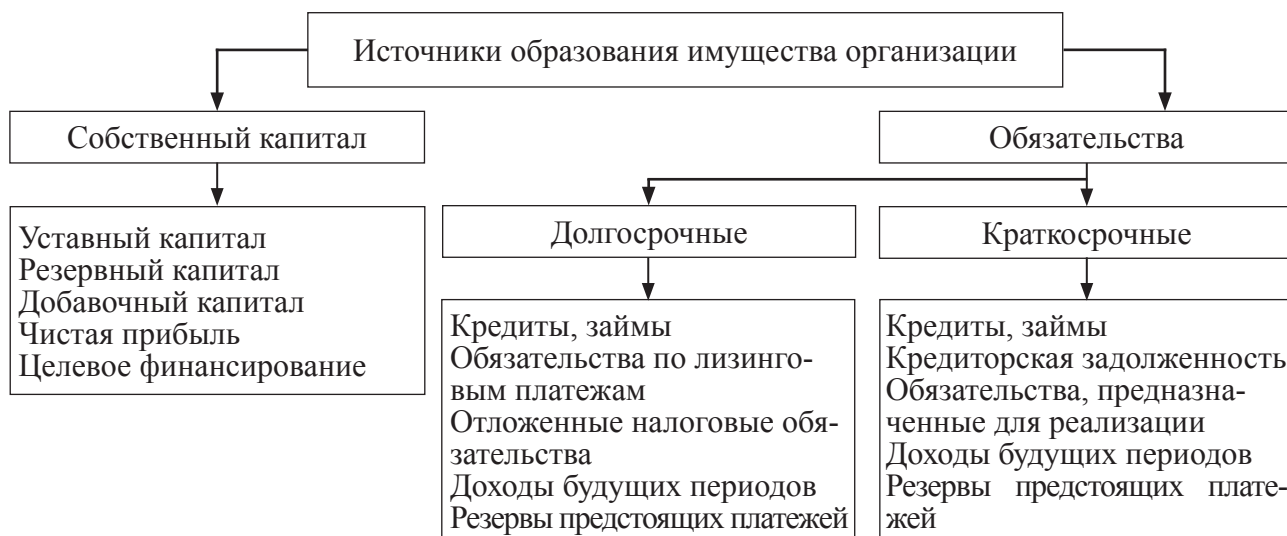 Источники образования имущества организации
Собственный капитал
Обязательства
Уставный капитал
Резервный капитал
Добавочный капитал
Чистая прибыль
Целевое финансирование
Долгосрочные
Краткосрочные
Кредиты, займы
Обязательства по лизинго-
вым платежам
Отложенные налоговые обя-
зательства
Доходы будущих периодов
Резервы предстоящих платежей
Кредиты, займы
Кредиторская задолженность
Обязательства, предназна-
ченные для реализации
Доходы будущих периодов
Резервы предстоящих плате-
жей